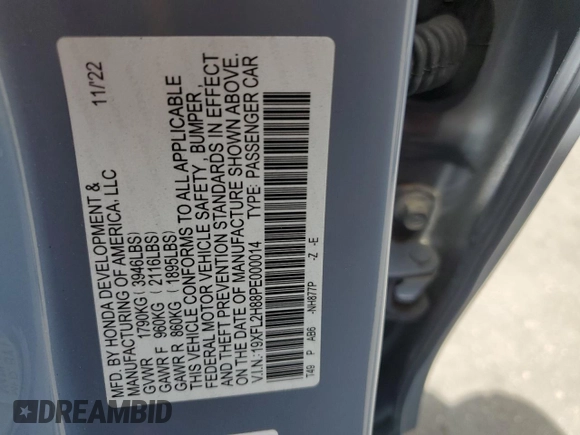 11/22
MFD. BY HONDA DEVELOPMENT &
MANUFACTURING OF AMERICA, LLC
GVWR 1790KG(3946LBS)
GAWR F 960KG(2116LBS)
GAWR R 860KG(1895LBS)
THIS VEHICLE CONFORMS TO ALL APPLICABLE
FEDERAL MOTOR VEHICLE SAFETY, BUMPER,
AND THEFT PREVENTION STANDARDS IN EFFECT
ON THE DATE OF MANUFACTURE SHOWN ABOVE.
V.I.N.:19XFL2H88PE000014 TYPE: PASSENGER CAR
T49 P AB6 -NH877P -Z -E
DREAMBID